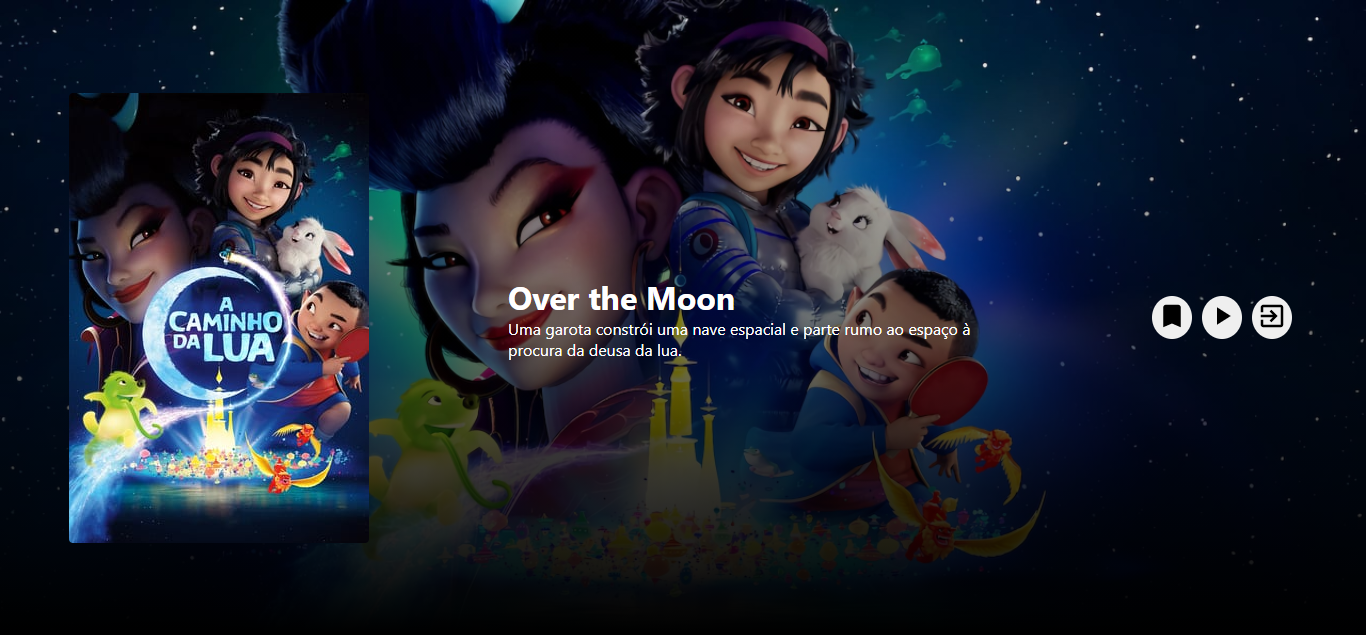 A
CAMINHO
DA LUA
Over the Moon
Uma garota constrói uma nave espacial e parte rumo ao espaço à
procura da deusa da lua.